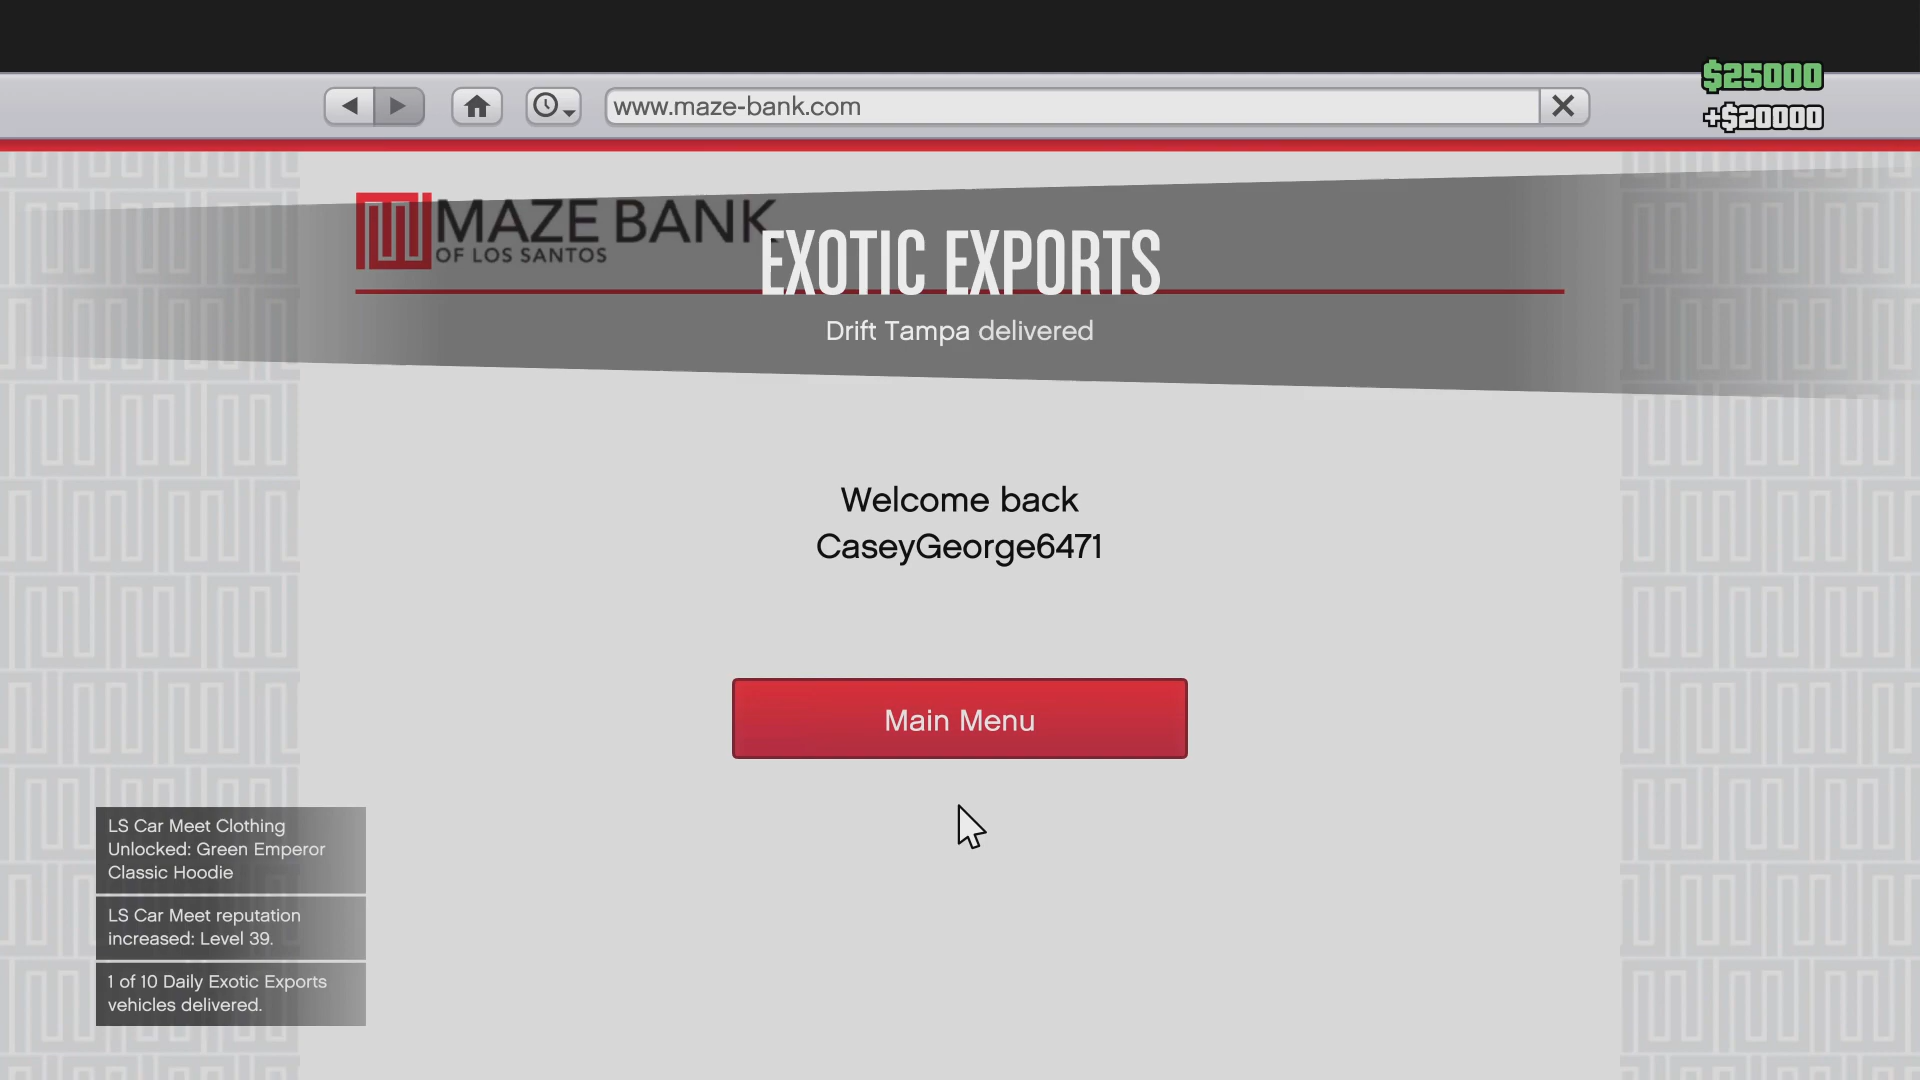 www.maze-bank.com
$25000
+$20000
MAZE BANK
OF LOS SANTOS
EXOTIC EXPORTS
Drift Tampa delivered
Welcome back
CaseyGeorge6471
Main Menu
LS Car Meet Clothing
Unlocked: Green Emperor
Classic Hoodie
LS Car Meet reputation
increased: Level 39.
1 of 10 Daily Exotic Exports
vehicles delivered.